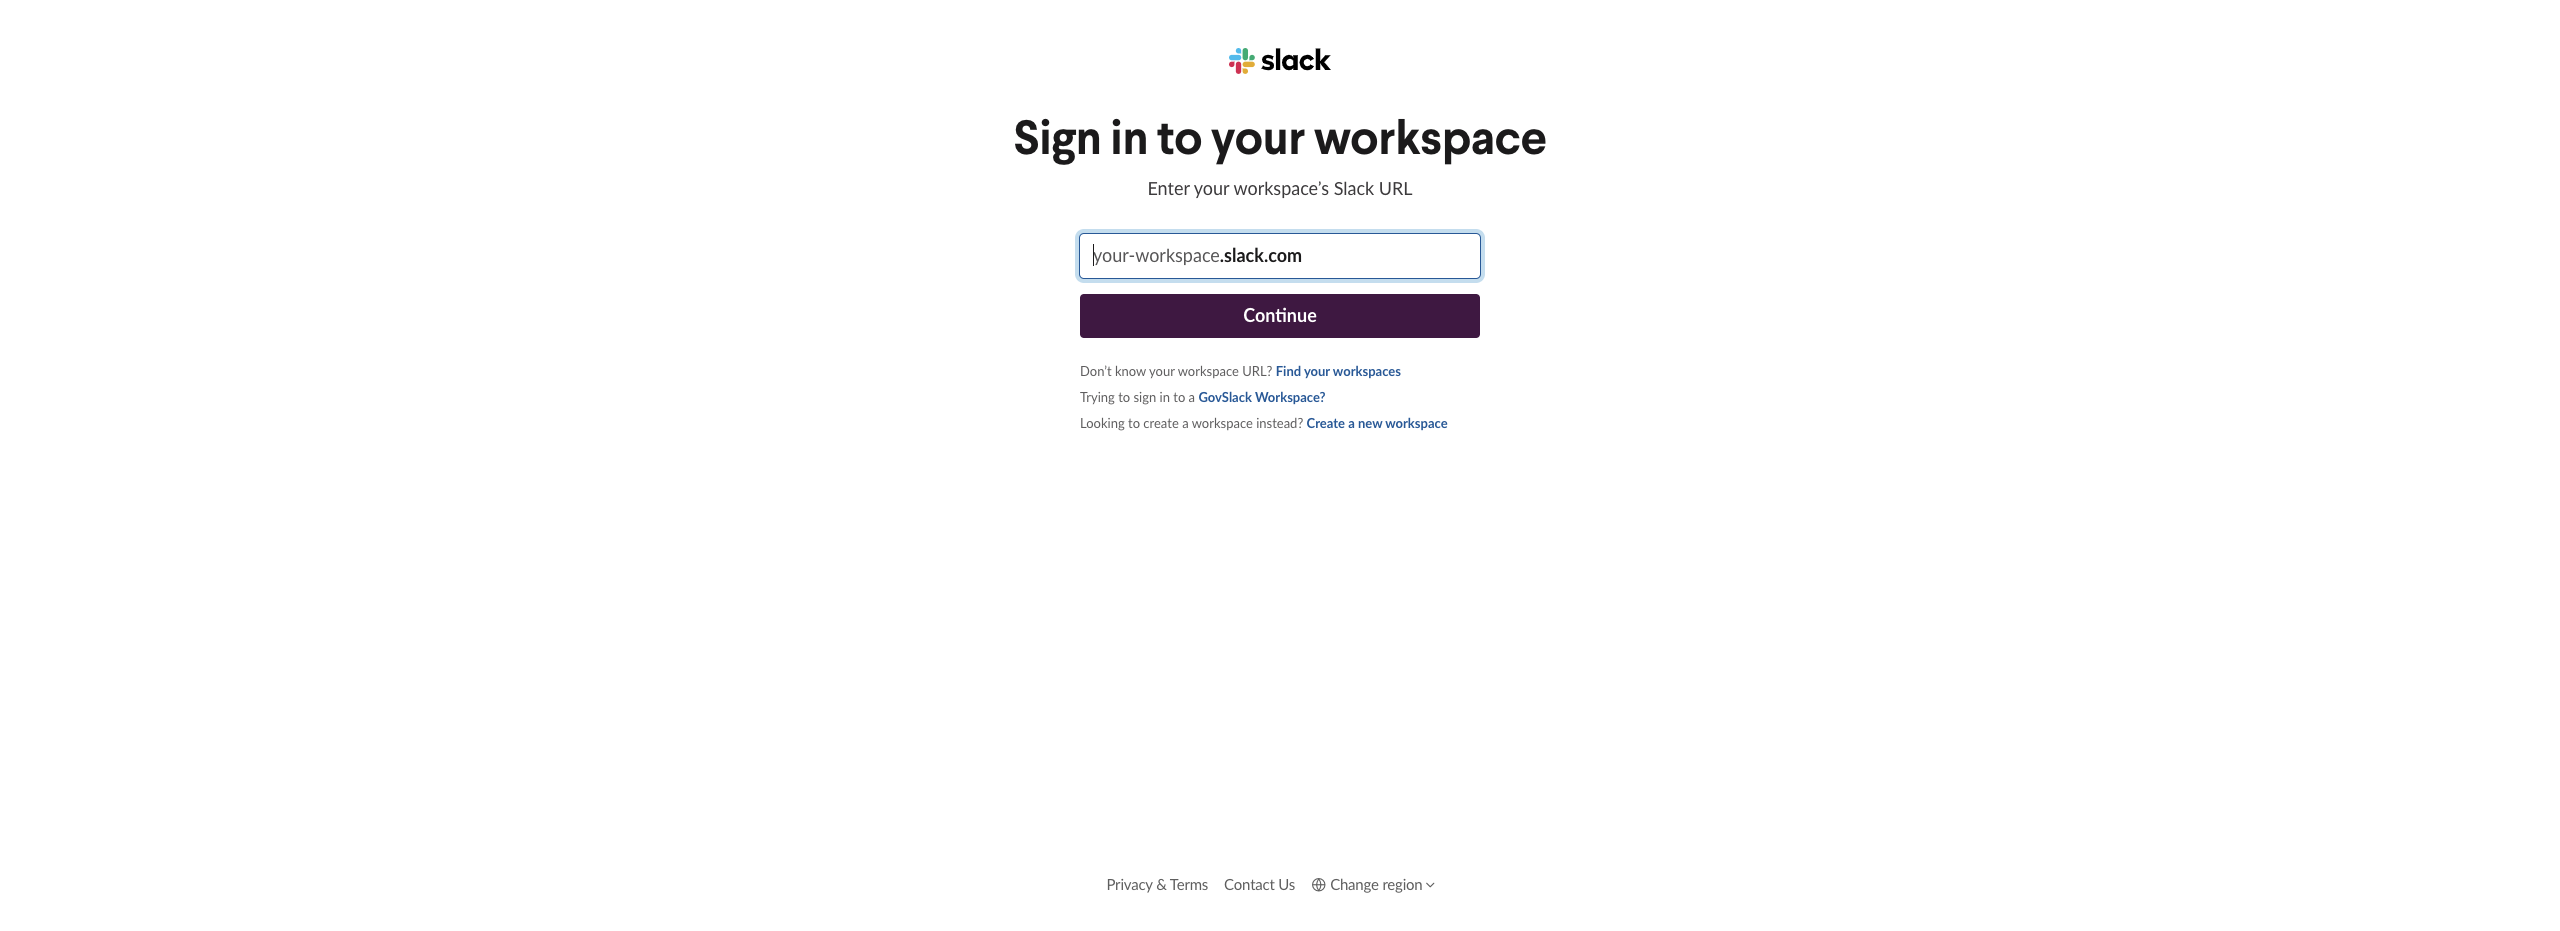 slack
Sign in to your workspace
Enter your workspace’s Slack URL
your-workspace.slack.com
Continue
Don’t know your workspace URL? Find your workspaces
Trying to sign in to a GovSlack Workspace?
Looking to create a workspace instead? Create a new workspace
Privacy & Terms Contact Us Change region